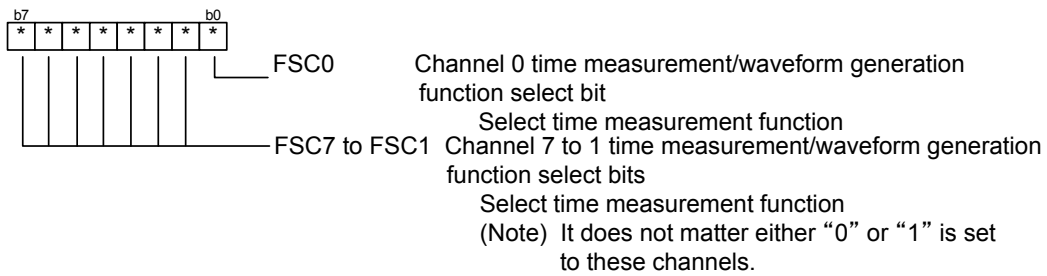 b7 b0
* * * * * * * *
FSC0 Channel 0 time measurement/waveform generation
function select bit
Select time measurement function
FSC7 to FSC1 Channel 7 to 1 time measurement/waveform generation
function select bits
Select time measurement function
(Note) It does not matter either “0” or “1” is set
to these channels.